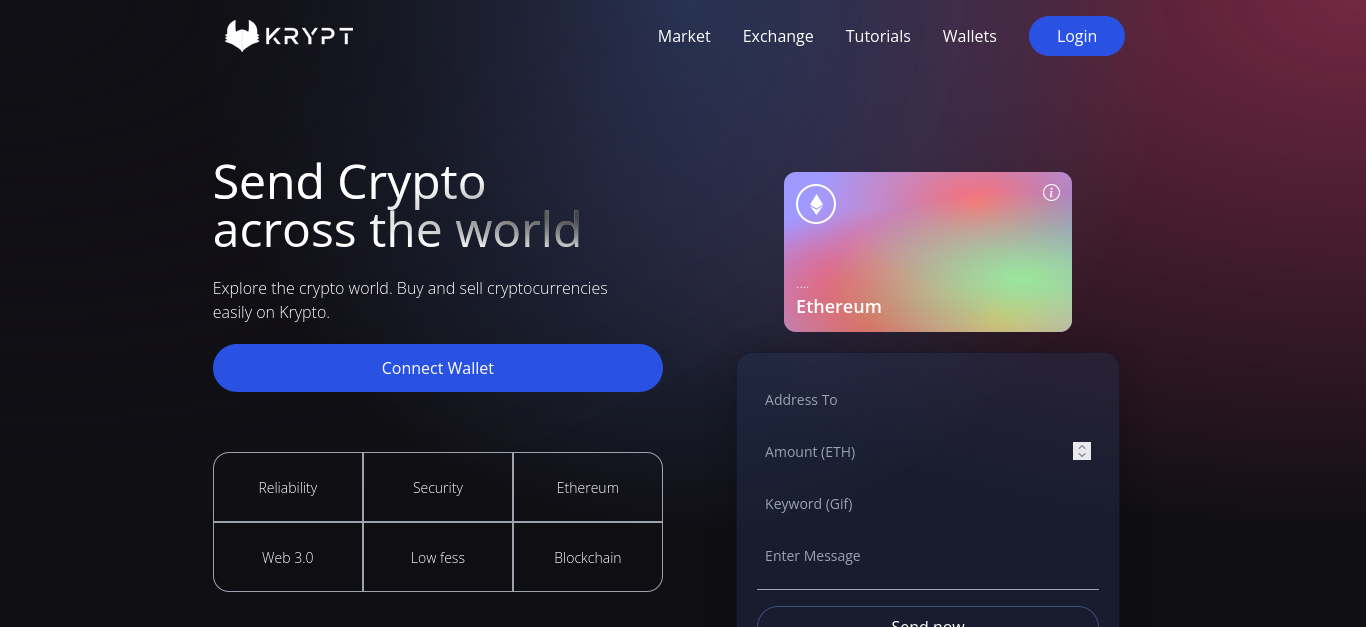 KRYPT
Market
Exchange
Tutorials
Wallets
Login
Send Crypto
across the world
Explore the crypto world. Buy and sell cryptocurrencies
easily on Krypto.
Connect Wallet
Reliability
Security
Ethereum
Web 3.0
Low fess
Blockchain
i
....
Ethereum
Address To
Amount (ETH)
Keyword (Gif)
Enter Message
Send now